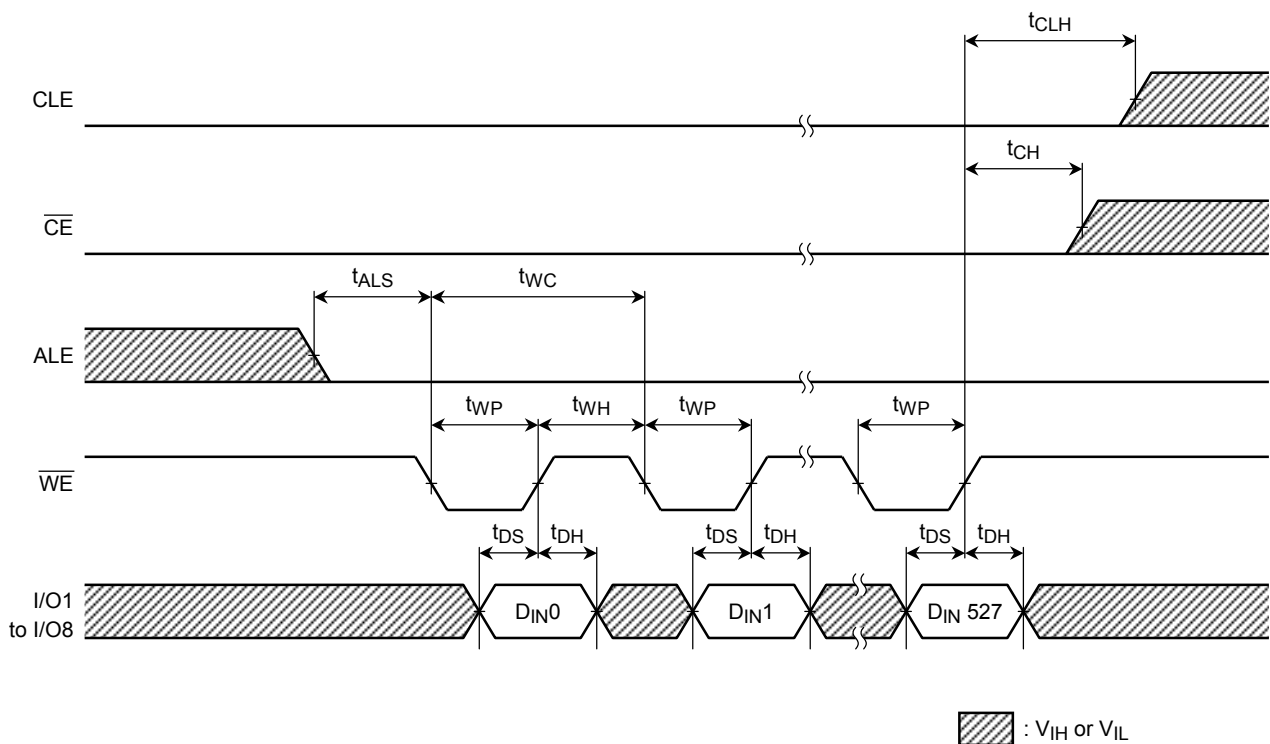 tCLH
CLE
tCH
CE
tALS
tWC
ALE
tWP
tWH
tWP
tWP
WE
tDS
tDH
tDS
tDH
tDS
tDH
I/O1
to I/O8
DIN0
DIN1
DIN 527
: VIH or VIL